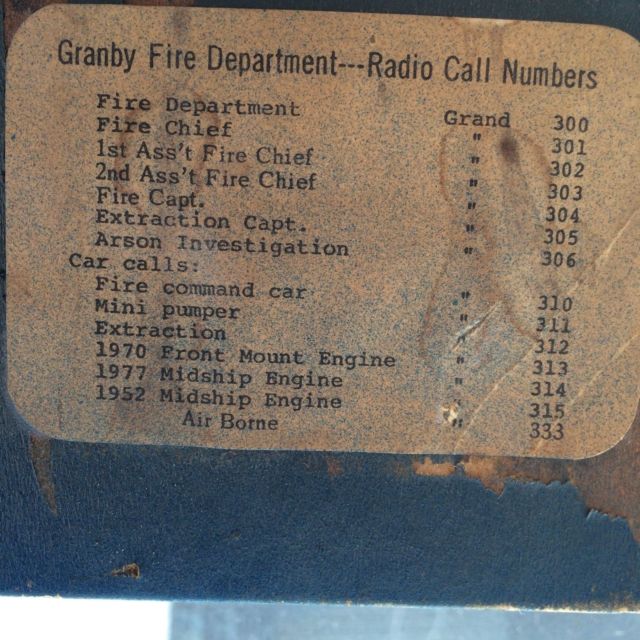 Granby Fire Department---Radio Call Numbers
Fire Department Grand 300
Fire Chief " 301
1st Ass't Fire Chief " 302
2nd Ass't Fire Chief " 303
Fire Capt. " 304
Extraction Capt. " 305
Arson Investigation " 306
Car calls:
Fire command car " 310
Mini pumper " 311
Extraction " 312
1970 Front Mount Engine " 313
1977 Midship Engine " 314
1952 Midship Engine " 315
Air Borne " 333